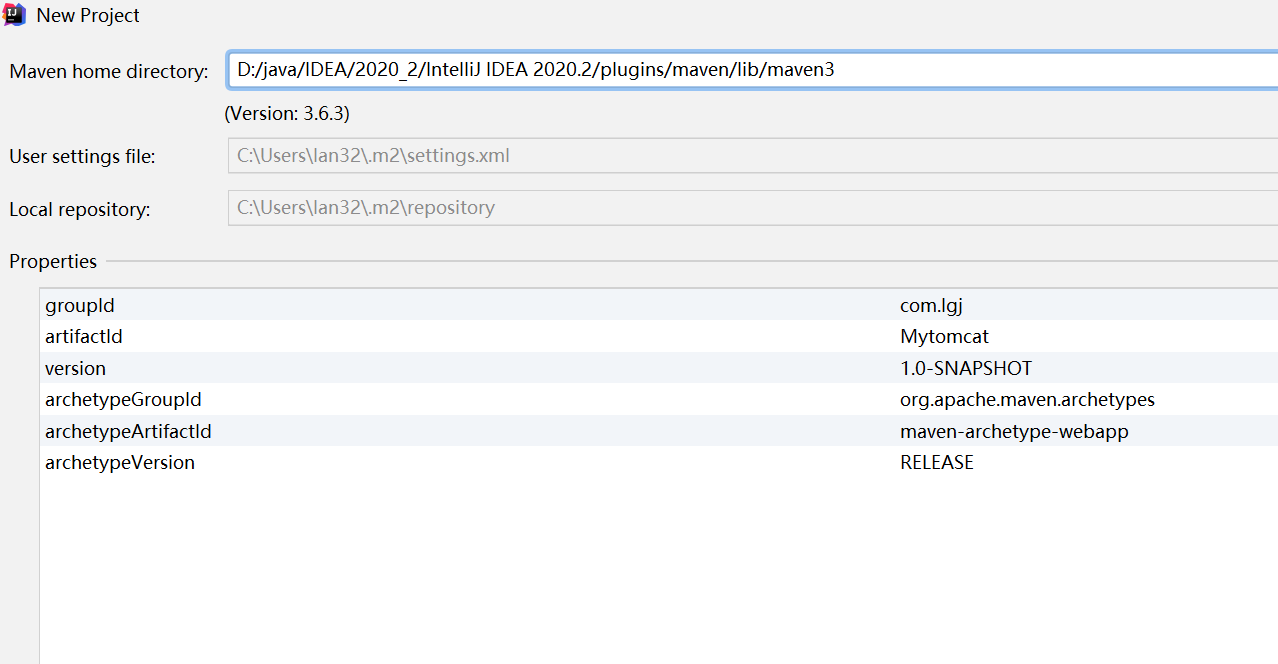 New Project
Maven home directory: D:/java/IDEA/2020_2/IntelliJ IDEA 2020.2/plugins/maven/lib/maven3
(Version: 3.6.3)
User settings file: C:\Users\lan32\.m2\settings.xml
Local repository: C:\Users\lan32\.m2\repository
Properties
groupId com.lgj
artifactId Mytomcat
version 1.0-SNAPSHOT
archetypeGroupId org.apache.maven.archetypes
archetypeArtifactId maven-archetype-webapp
archetypeVersion RELEASE